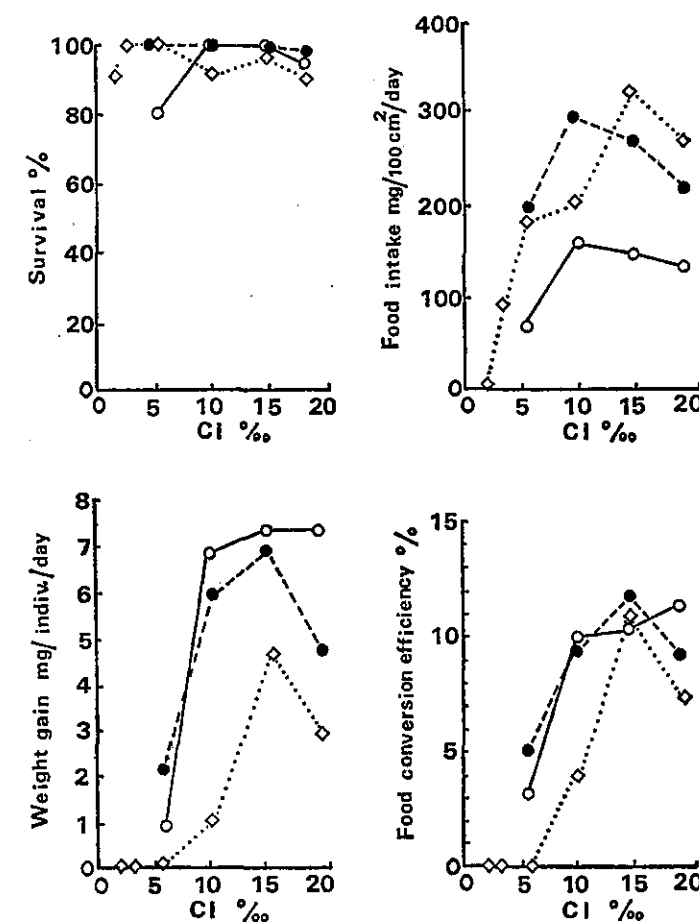 100
80
60
40
20
0
Survival %
0 5 10 15 20
Cl ‰
400
300
200
100
0
Food intake mg/100 cm²/day
0 5 10 15 20
Cl ‰
8
7
6
5
4
3
2
1
0
Weight gain mg/indiv./day
0 5 10 15 20
Cl ‰
15
10
5
0
Food conversion efficiency %
0 5 10 15 20
Cl ‰